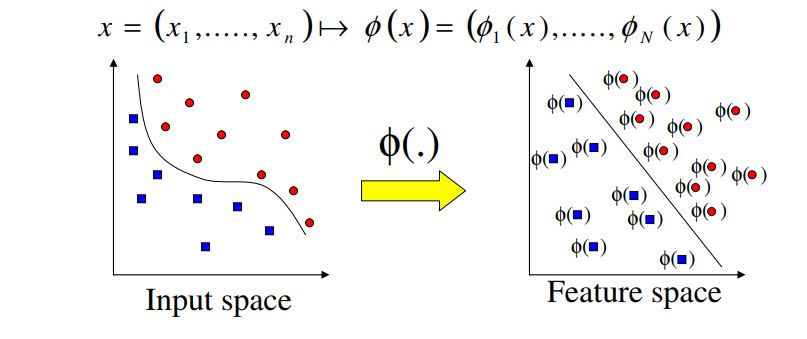 x = (x₁,....., xₙ) ↦ ϕ(x) = (ϕ₁(x),....., ϕ_N(x))
ϕ(.)
ϕ( ) ϕ( )
ϕ( ) ϕ( ) ϕ( )
ϕ( ) ϕ( )
ϕ( ) ϕ( ) ϕ( )
ϕ( ) ϕ( )
ϕ( ) ϕ( )
ϕ( ) ϕ( ) ϕ( )
ϕ( ) ϕ( )
Input space
Feature space